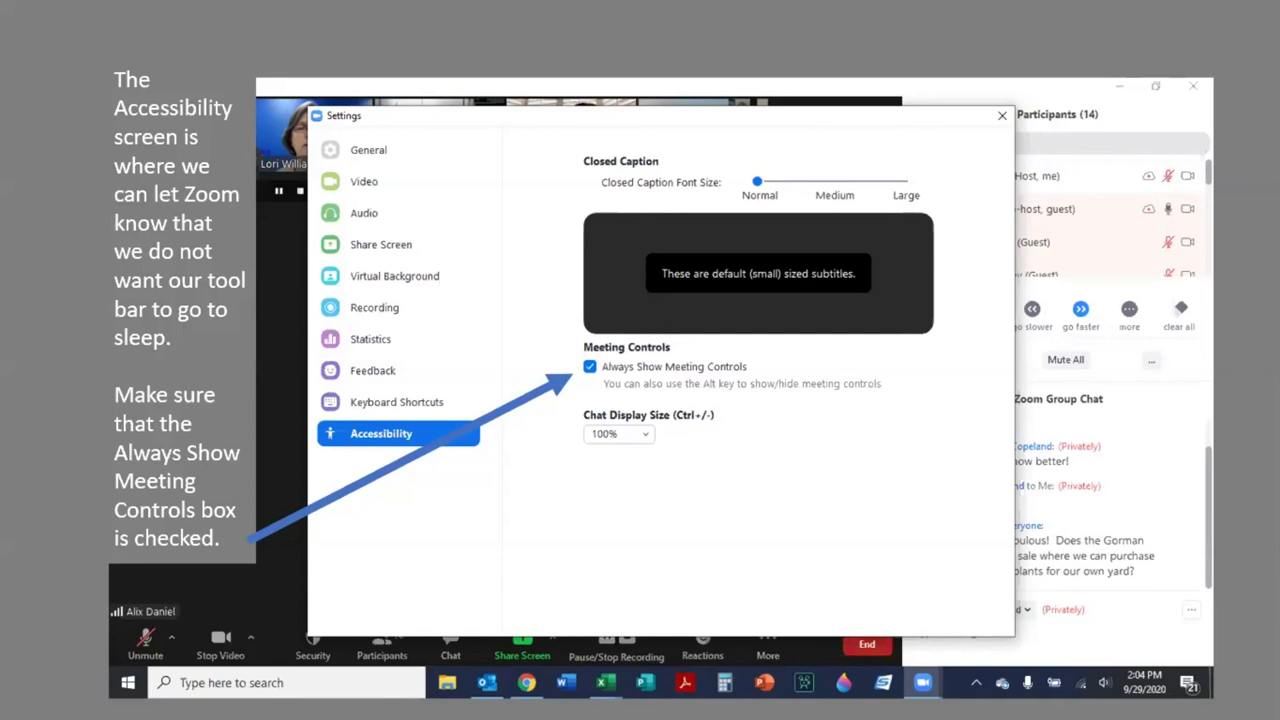 The
Accessibility
screen is
where we
can let Zoom
know that
we do not
want our tool
bar to go to
sleep.
Make sure
that the
Always Show
Meeting
Controls box
is checked.
Lori Willia
Settings
General
Video
Audio
Share Screen
Virtual Background
Recording
Statistics
Feedback
Keyboard Shortcuts
Accessibility
Closed Caption
Closed Caption Font Size:
Normal Medium Large
These are default (small) sized subtitles.
Meeting Controls
Always Show Meeting Controls
You can also use the Alt key to show/hide meeting controls
Chat Display Size (Ctrl+/-)
100%
Participants (14)
Host, me)
-host, guest)
(Guest)
(Guest)
go slower go faster more clear all
Mute All ...
Zoom Group Chat
Copeland: (Privately)
now better!
nd to Me: (Privately)
eryone:
bulous! Does the Gorman
sale where we can purchase
plants for our own yard?
d (Privately)
Alix Daniel
Unmute Stop Video Security Participants Chat Share Screen Pause/Stop Recording Reactions More End
Type here to search
2:04 PM
9/29/2020
21